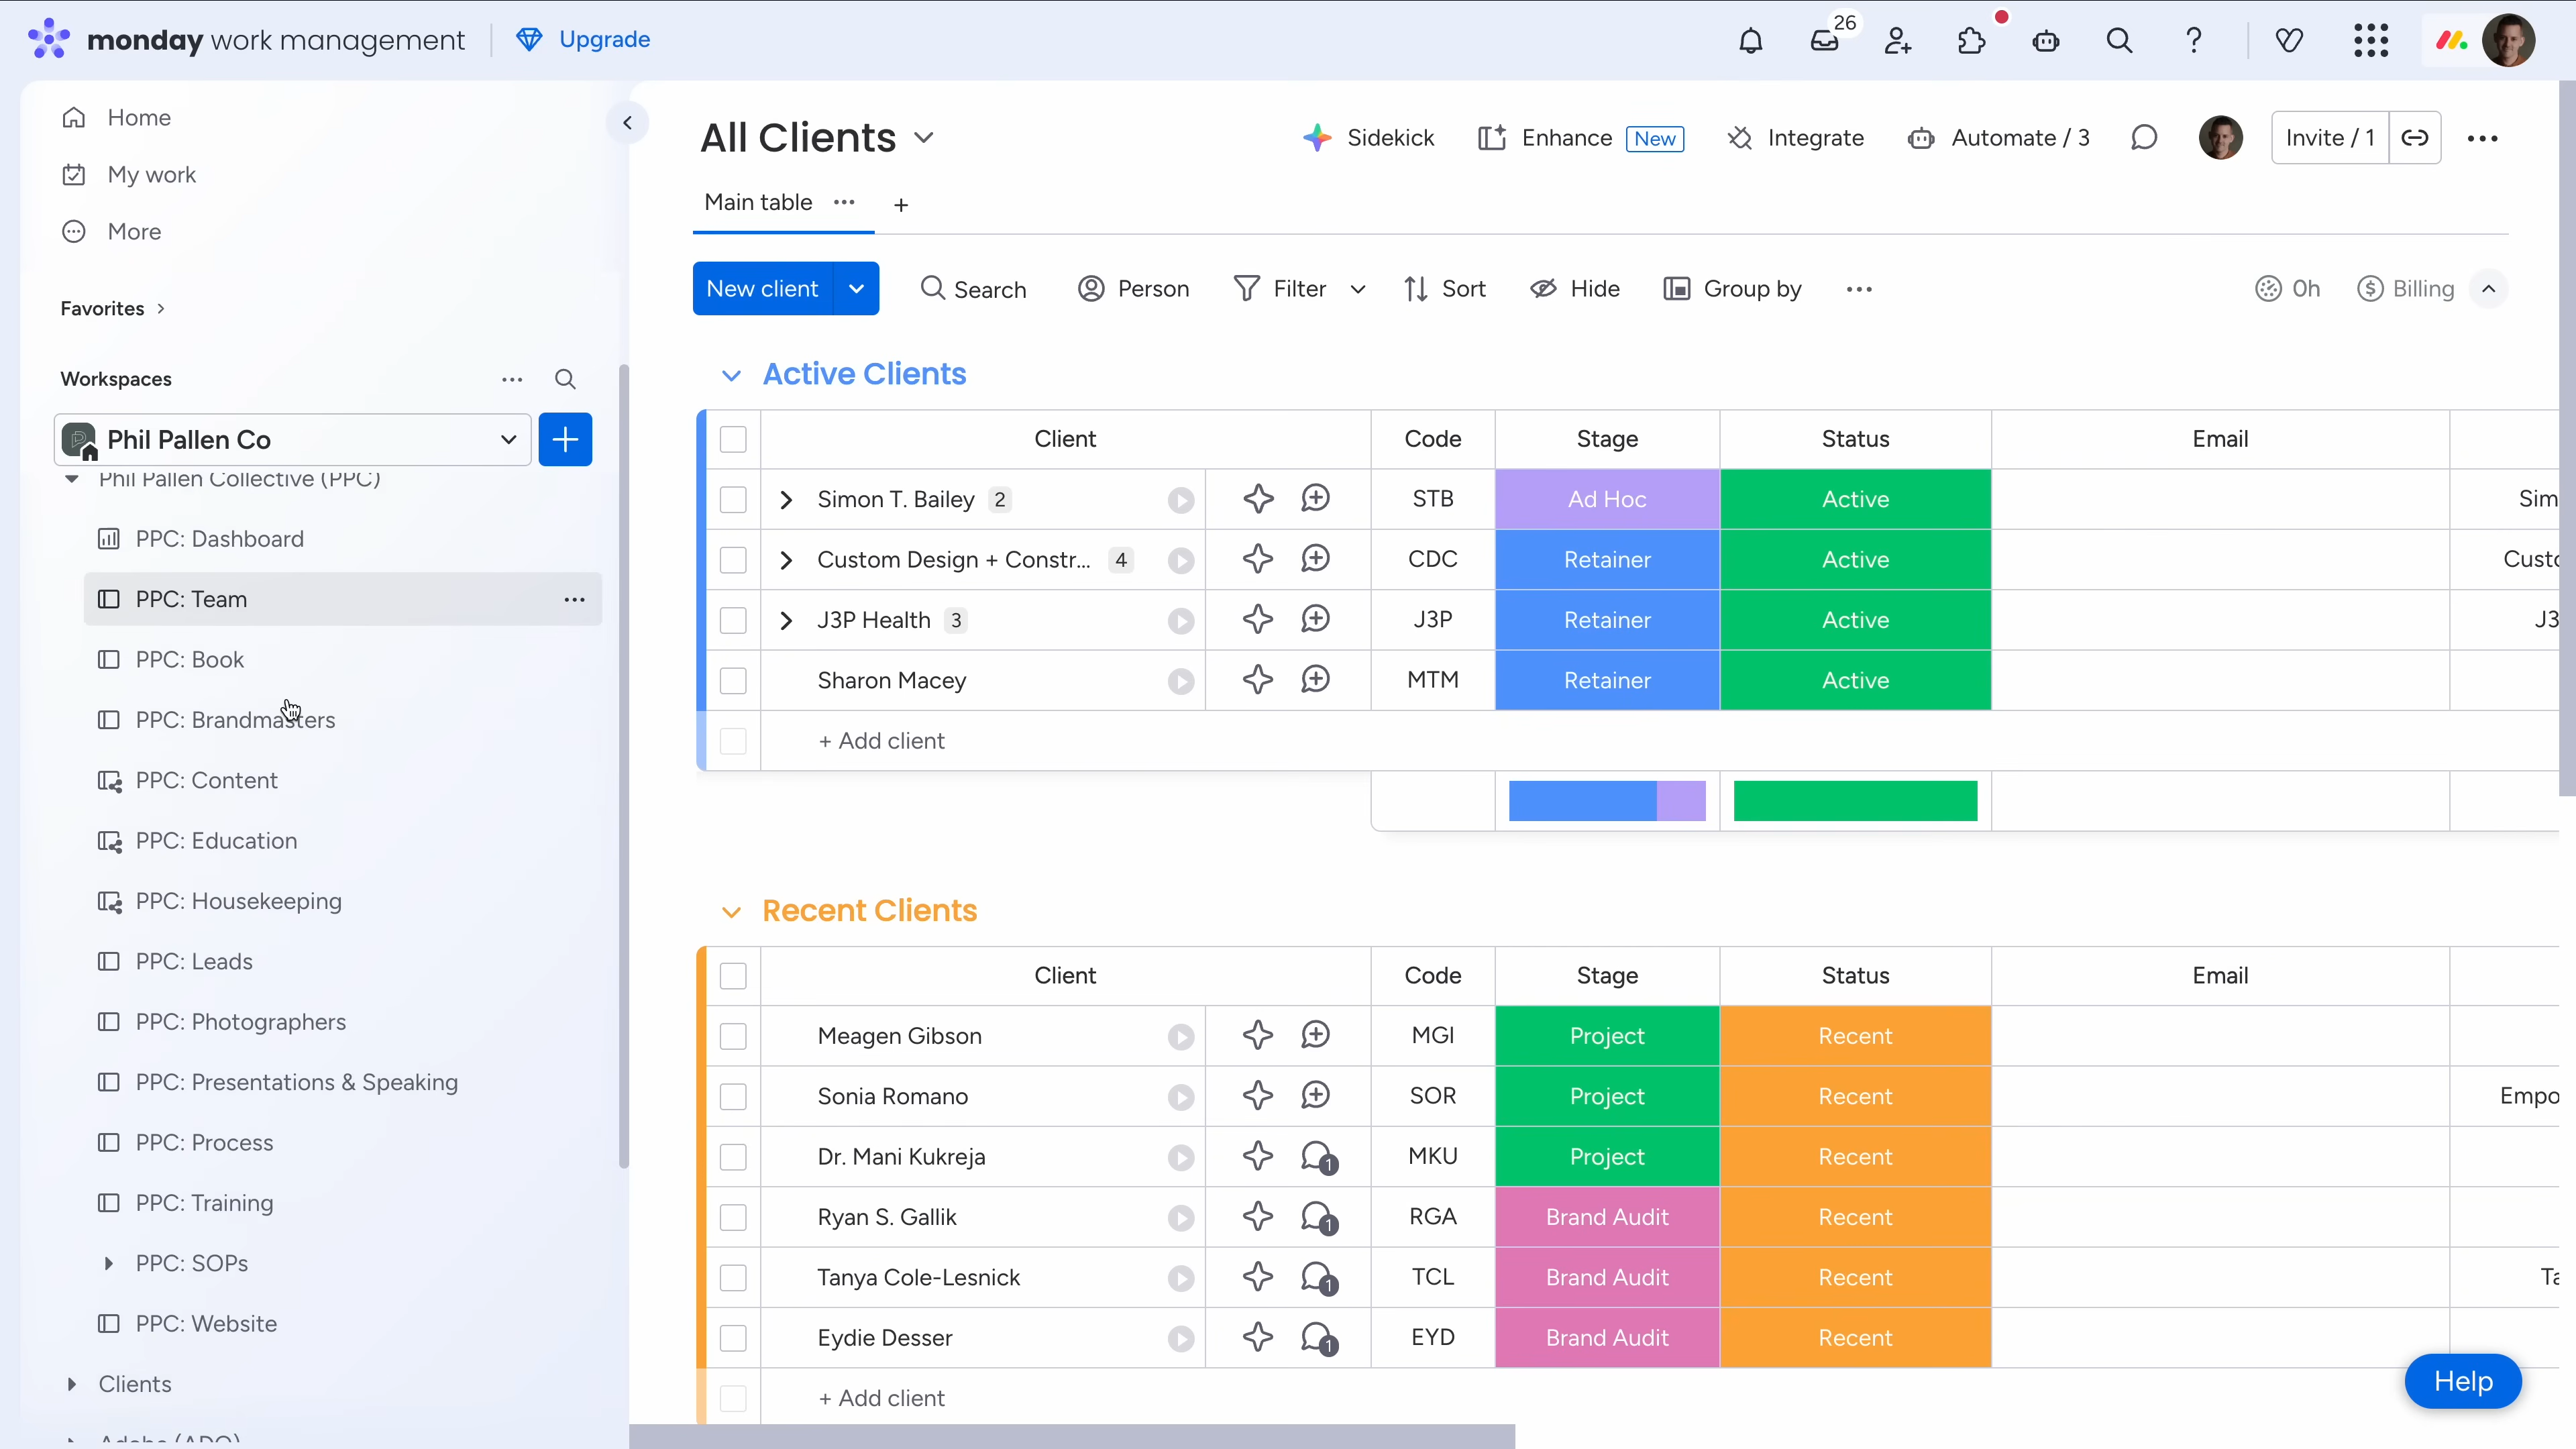 monday work management Upgrade 26
Home
My work
More
Favorites
Workspaces
Phil Pallen Co
Phil Pallen Collective (PPC)
PPC: Dashboard
PPC: Team
PPC: Book
PPC: Brandmasters
PPC: Content
PPC: Education
PPC: Housekeeping
PPC: Leads
PPC: Photographers
PPC: Presentations & Speaking
PPC: Process
PPC: Training
PPC: SOPs
PPC: Website
Clients
All Clients Sidekick Enhance New Integrate Automate / 3 Invite / 1
Main table
New client Search Person Filter Sort Hide Group by 0h Billing
Active Clients
Client Code Stage Status Email
Simon T. Bailey 2 STB Ad Hoc Active Sim
Custom Design + Constr... 4 CDC Retainer Active Custo
J3P Health 3 J3P Retainer Active J3
Sharon Macey MTM Retainer Active
+ Add client
Recent Clients
Client Code Stage Status Email
Meagen Gibson MGI Project Recent
Sonia Romano SOR Project Recent Empo
Dr. Mani Kukreja 1 MKU Project Recent
Ryan S. Gallik 1 RGA Brand Audit Recent
Tanya Cole-Lesnick 1 TCL Brand Audit Recent Ta
Eydie Desser 1 EYD Brand Audit Recent
+ Add client
Help